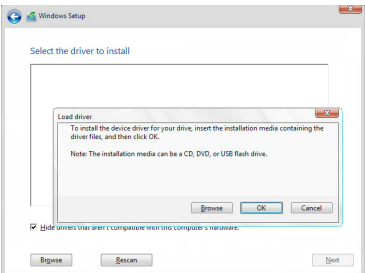 Windows Setup
Select the driver to install
Load driver
To install the device driver for your drive, insert the installation media containing the
driver files, and then click OK.
Note: The installation media can be a CD, DVD, or USB flash drive.
Browse OK Cancel
Hide drivers that aren't compatible with this computer's hardware.
Browse Rescan Next